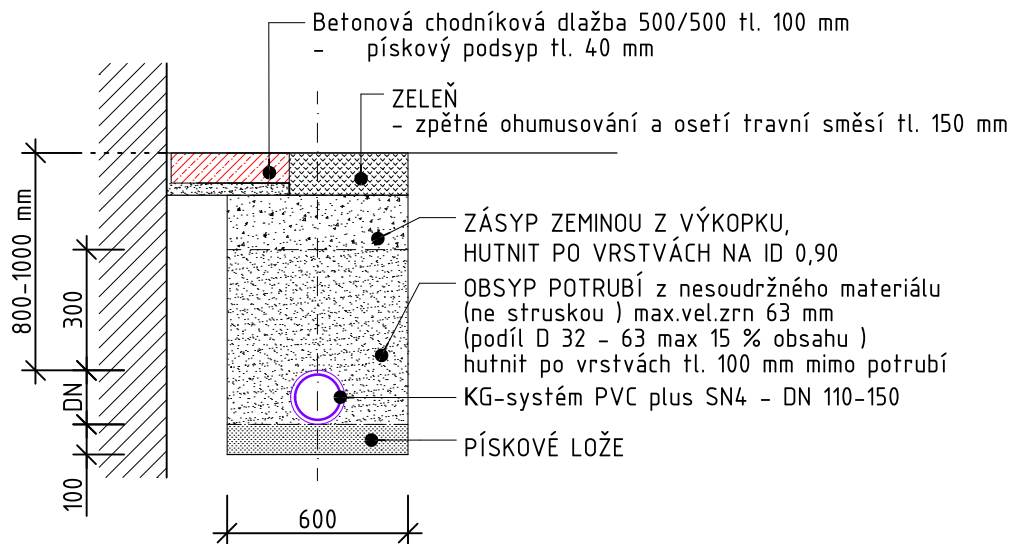 Betonová chodníková dlažba 500/500 tl. 100 mm
- pískový podsyp tl. 40 mm
ZELEŇ
- zpětné ohumusování a osetí travní směsí tl. 150 mm
ZÁSYP ZEMINOU Z VÝKOPKU,
HUTNIT PO VRSTVÁCH NA ID 0,90
OBSYP POTRUBÍ z nesoudržného materiálu
(ne struskou ) max.vel.zrn 63 mm
(podíl D 32 - 63 max 15 % obsahu )
hutnit po vrstvách tl. 100 mm mimo potrubí
KG-systém PVC plus SN4 - DN 110-150
PÍSKOVÉ LOŽE
800-1000 mm
300
DN
100
600